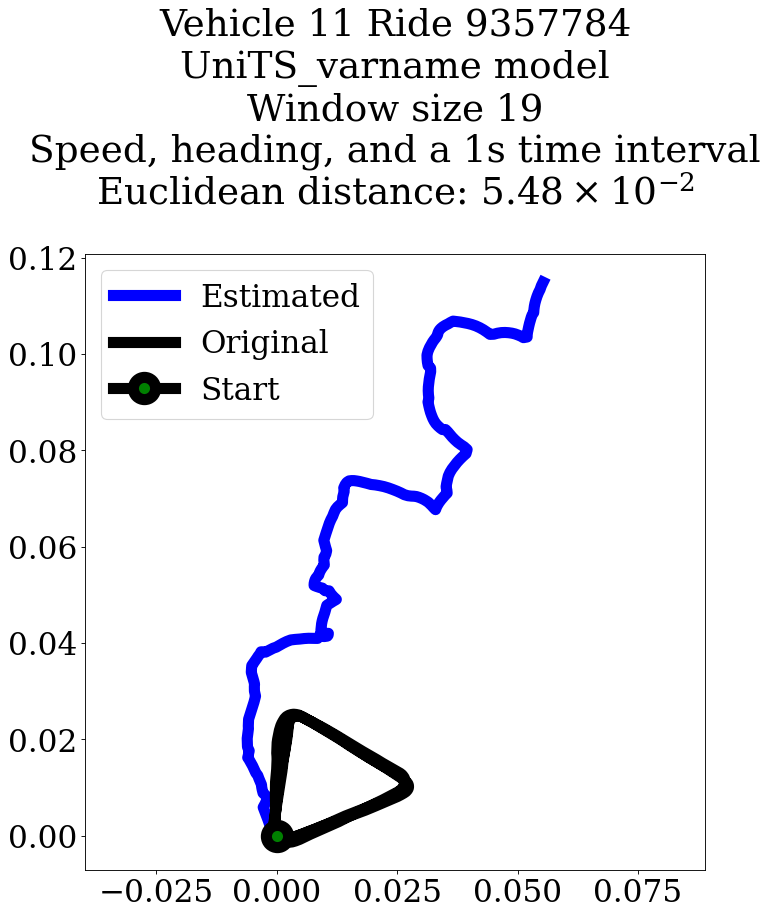 Vehicle 11 Ride 9357784
UniTS_varname model
Window size 19
Speed, heading, and a 1s time interval
Euclidean distance: 5.48 × 10⁻²
0.12
0.10
0.08
0.06
0.04
0.02
0.00
Estimated
Original
Start
−0.025 0.000 0.025 0.050 0.075